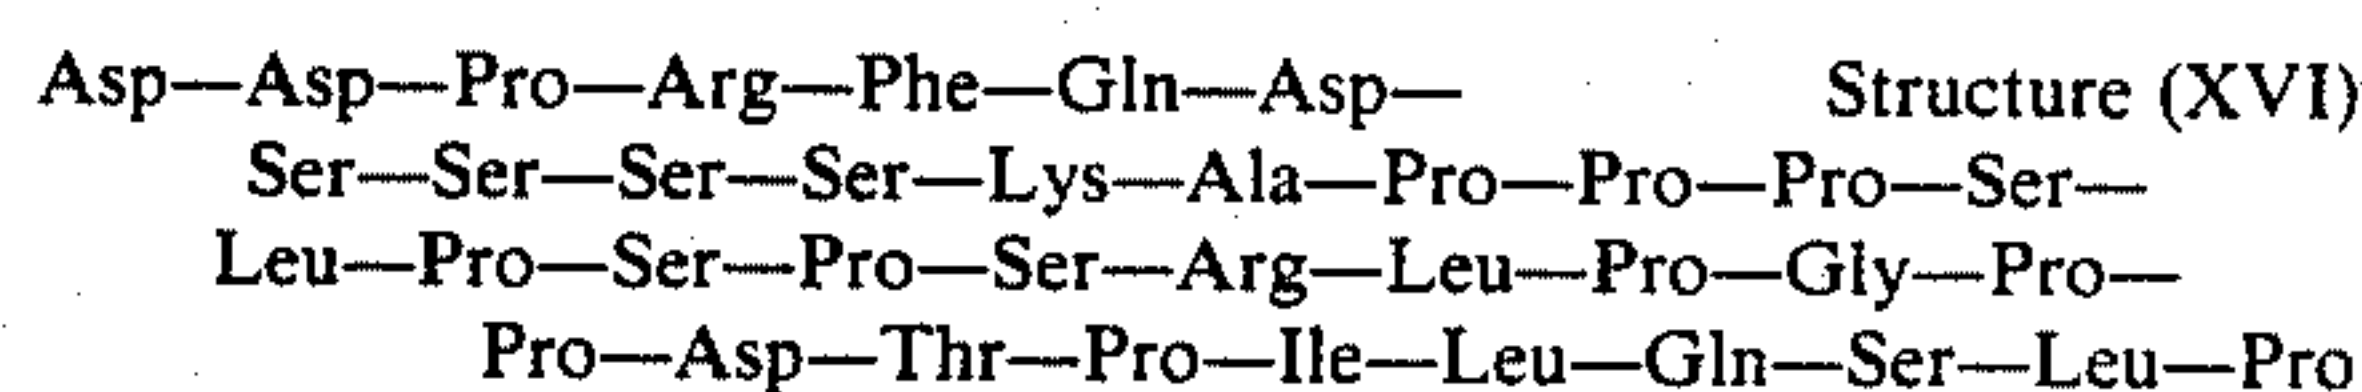 Asp—Asp—Pro—Arg—Phe—Gln—Asp— Structure (XVI)
Ser—Ser—Ser—Ser—Lys—Ala—Pro—Pro—Pro—Ser—
Leu—Pro—Ser—Pro—Ser—Arg—Leu—Pro—Gly—Pro—
Pro—Asp—Thr—Pro—Ile—Leu—Gln—Ser—Leu—Pro